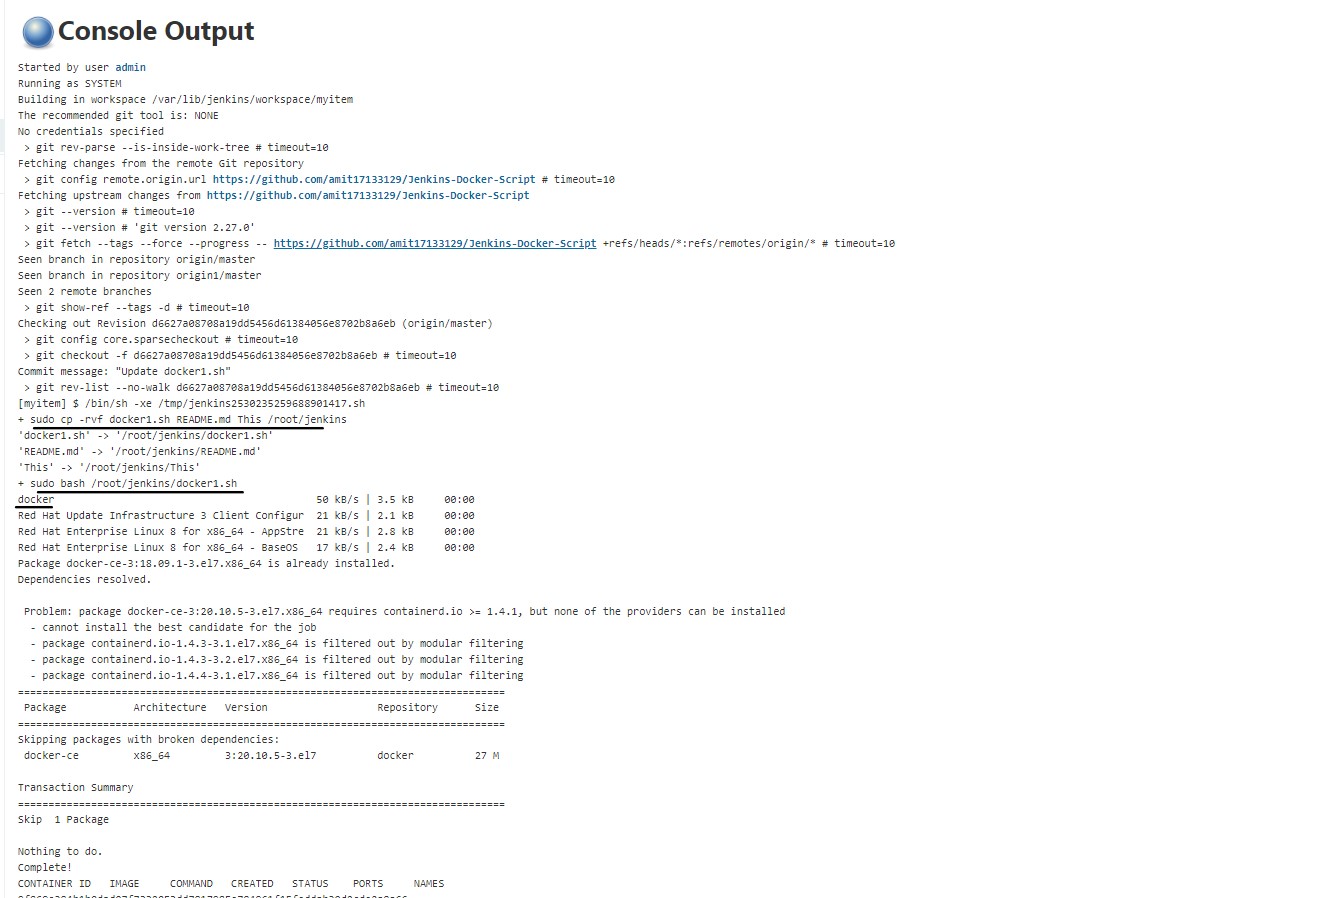 Console Output
Started by user admin
Running as SYSTEM
Building in workspace /var/lib/jenkins/workspace/myitem
The recommended git tool is: NONE
No credentials specified
 > git rev-parse --is-inside-work-tree # timeout=10
Fetching changes from the remote Git repository
 > git config remote.origin.url https://github.com/amit17133129/Jenkins-Docker-Script # timeout=10
Fetching upstream changes from https://github.com/amit17133129/Jenkins-Docker-Script
 > git --version # timeout=10
 > git --version # 'git version 2.27.0'
 > git fetch --tags --force --progress -- https://github.com/amit17133129/Jenkins-Docker-Script +refs/heads/*:refs/remotes/origin/* # timeout=10
Seen branch in repository origin/master
Seen branch in repository origin1/master
Seen 2 remote branches
 > git show-ref --tags -d # timeout=10
Checking out Revision d6627a08708a19dd5456d61384056e8702b8a6eb (origin/master)
 > git config core.sparsecheckout # timeout=10
 > git checkout -f d6627a08708a19dd5456d61384056e8702b8a6eb # timeout=10
Commit message: "Update docker1.sh"
 > git rev-list --no-walk d6627a08708a19dd5456d61384056e8702b8a6eb # timeout=10
[myitem] $ /bin/sh -xe /tmp/jenkins2530235259688901417.sh
+ sudo cp -rvf docker1.sh README.md This /root/jenkins
'docker1.sh' -> '/root/jenkins/docker1.sh'
'README.md' -> '/root/jenkins/README.md'
'This' -> '/root/jenkins/This'
+ sudo bash /root/jenkins/docker1.sh
docker                                           50 kB/s | 3.5 kB     00:00
Red Hat Update Infrastructure 3 Client Configur  21 kB/s | 2.1 kB     00:00
Red Hat Enterprise Linux 8 for x86_64 - AppStre  21 kB/s | 2.8 kB     00:00
Red Hat Enterprise Linux 8 for x86_64 - BaseOS   17 kB/s | 2.4 kB     00:00
Package docker-ce-3:18.09.1-3.el7.x86_64 is already installed.
Dependencies resolved.
 Problem: package docker-ce-3:20.10.5-3.el7.x86_64 requires containerd.io >= 1.4.1, but none of the providers can be installed
  - cannot install the best candidate for the job
  - package containerd.io-1.4.3-3.1.el7.x86_64 is filtered out by modular filtering
  - package containerd.io-1.4.3-3.2.el7.x86_64 is filtered out by modular filtering
  - package containerd.io-1.4.4-3.1.el7.x86_64 is filtered out by modular filtering
================================================================================
 Package           Architecture   Version                  Repository      Size
================================================================================
Skipping packages with broken dependencies:
 docker-ce         x86_64         3:20.10.5-3.el7          docker          27 M
Transaction Summary
================================================================================
Skip  1 Package
Nothing to do.
Complete!
CONTAINER ID   IMAGE     COMMAND   CREATED   STATUS    PORTS     NAMES